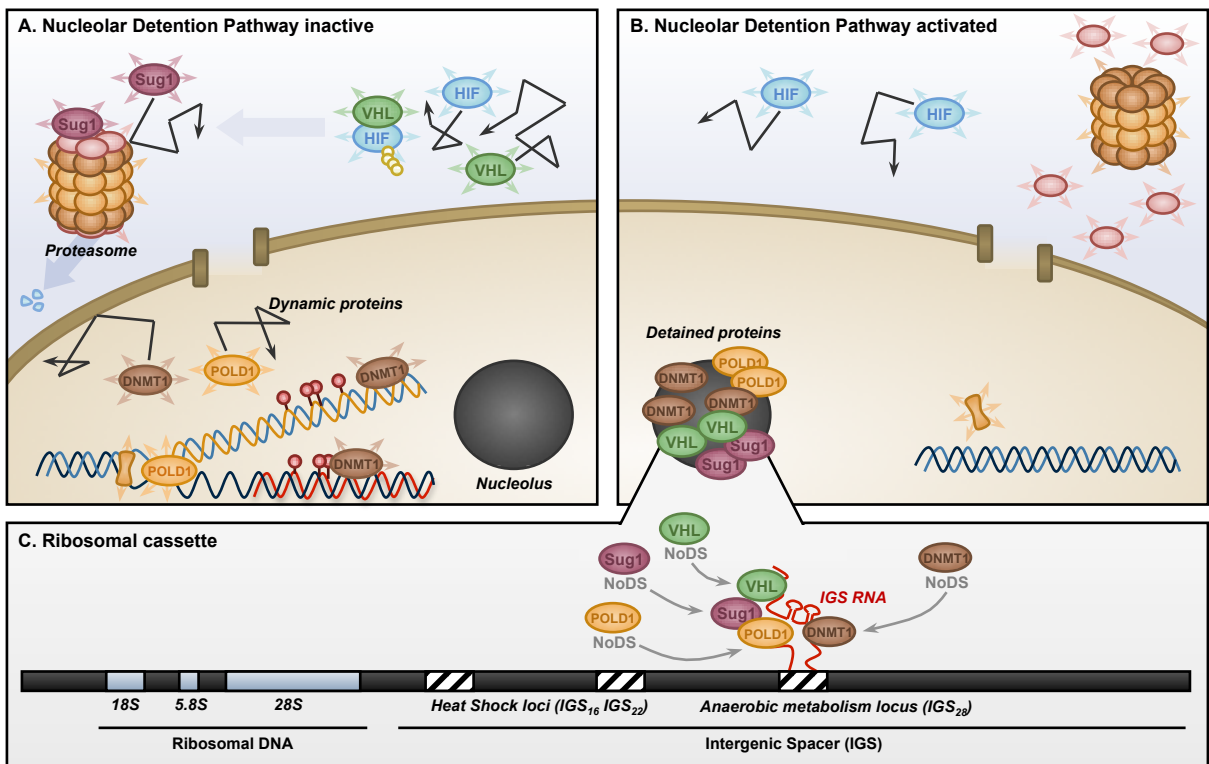 A. Nucleolar Detention Pathway inactive
Sug1
Sug1
VHL
HIF
HIF
VHL
Proteasome
Dynamic proteins
DNMT1
POLD1
DNMT1
POLD1
DNMT1
Nucleolus
B. Nucleolar Detention Pathway activated
HIF
HIF
Detained proteins
POLD1
DNMT1
POLD1
DNMT1
DNMT1
VHL
VHL
Sug1
Sug1
C. Ribosomal cassette
VHL
NoDS
Sug1
NoDS
POLD1
NoDS
VHL
Sug1
POLD1
IGS RNA
DNMT1
DNMT1
NoDS
18S
5.8S
28S
Heat Shock loci (IGS16 IGS22)
Anaerobic metabolism locus (IGS28)
Ribosomal DNA
Intergenic Spacer (IGS)